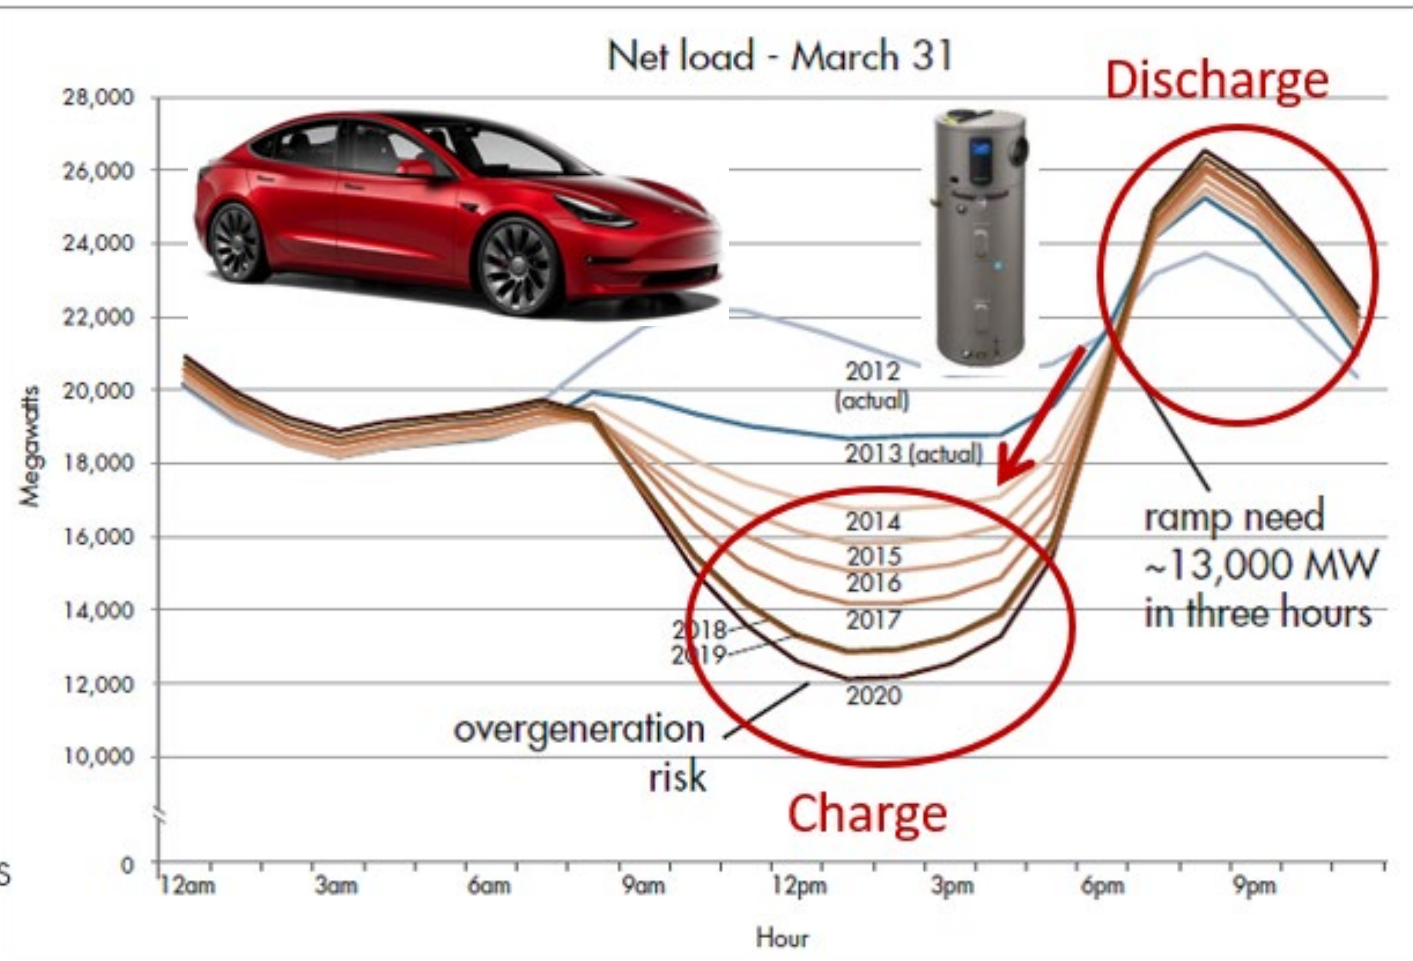 Net load - March 31
Discharge
28,000
26,000
24,000
22,000
20,000
18,000
16,000
14,000
12,000
10,000
0
Megawatts
2012
(actual)
2013 (actual)
2014
2015
2016
2017
2018
2019
2020
ramp need
~13,000 MW
in three hours
overgeneration
risk
Charge
s
12am 3am 6am 9am 12pm 3pm 6pm 9pm
Hour